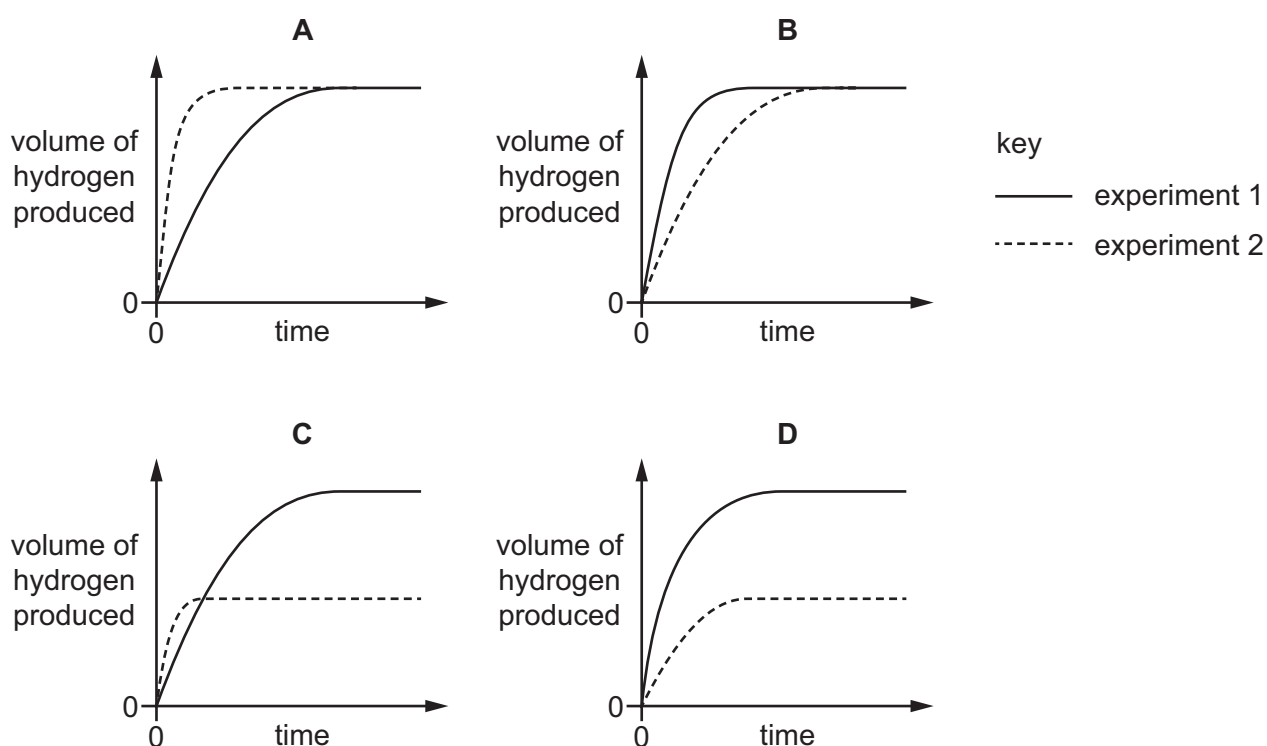 A
volume of
hydrogen
produced
0
0
time
B
volume of
hydrogen
produced
0
0
time
key
experiment 1
experiment 2
C
volume of
hydrogen
produced
0
0
time
D
volume of
hydrogen
produced
0
0
time